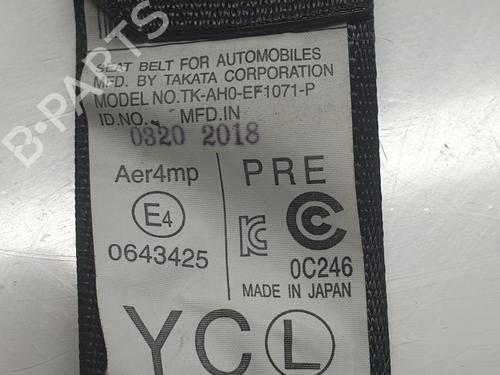 SEAT BELT FOR AUTOMOBILES
MFD. BY TAKATA CORPORATION
MODEL NO.TK-AH0-EF1071-P
ID.NO. MFD.IN
0320 2018
Aer4mp
PRE
E4
0643425
0C246
MADE IN JAPAN
YC L
B-Parts